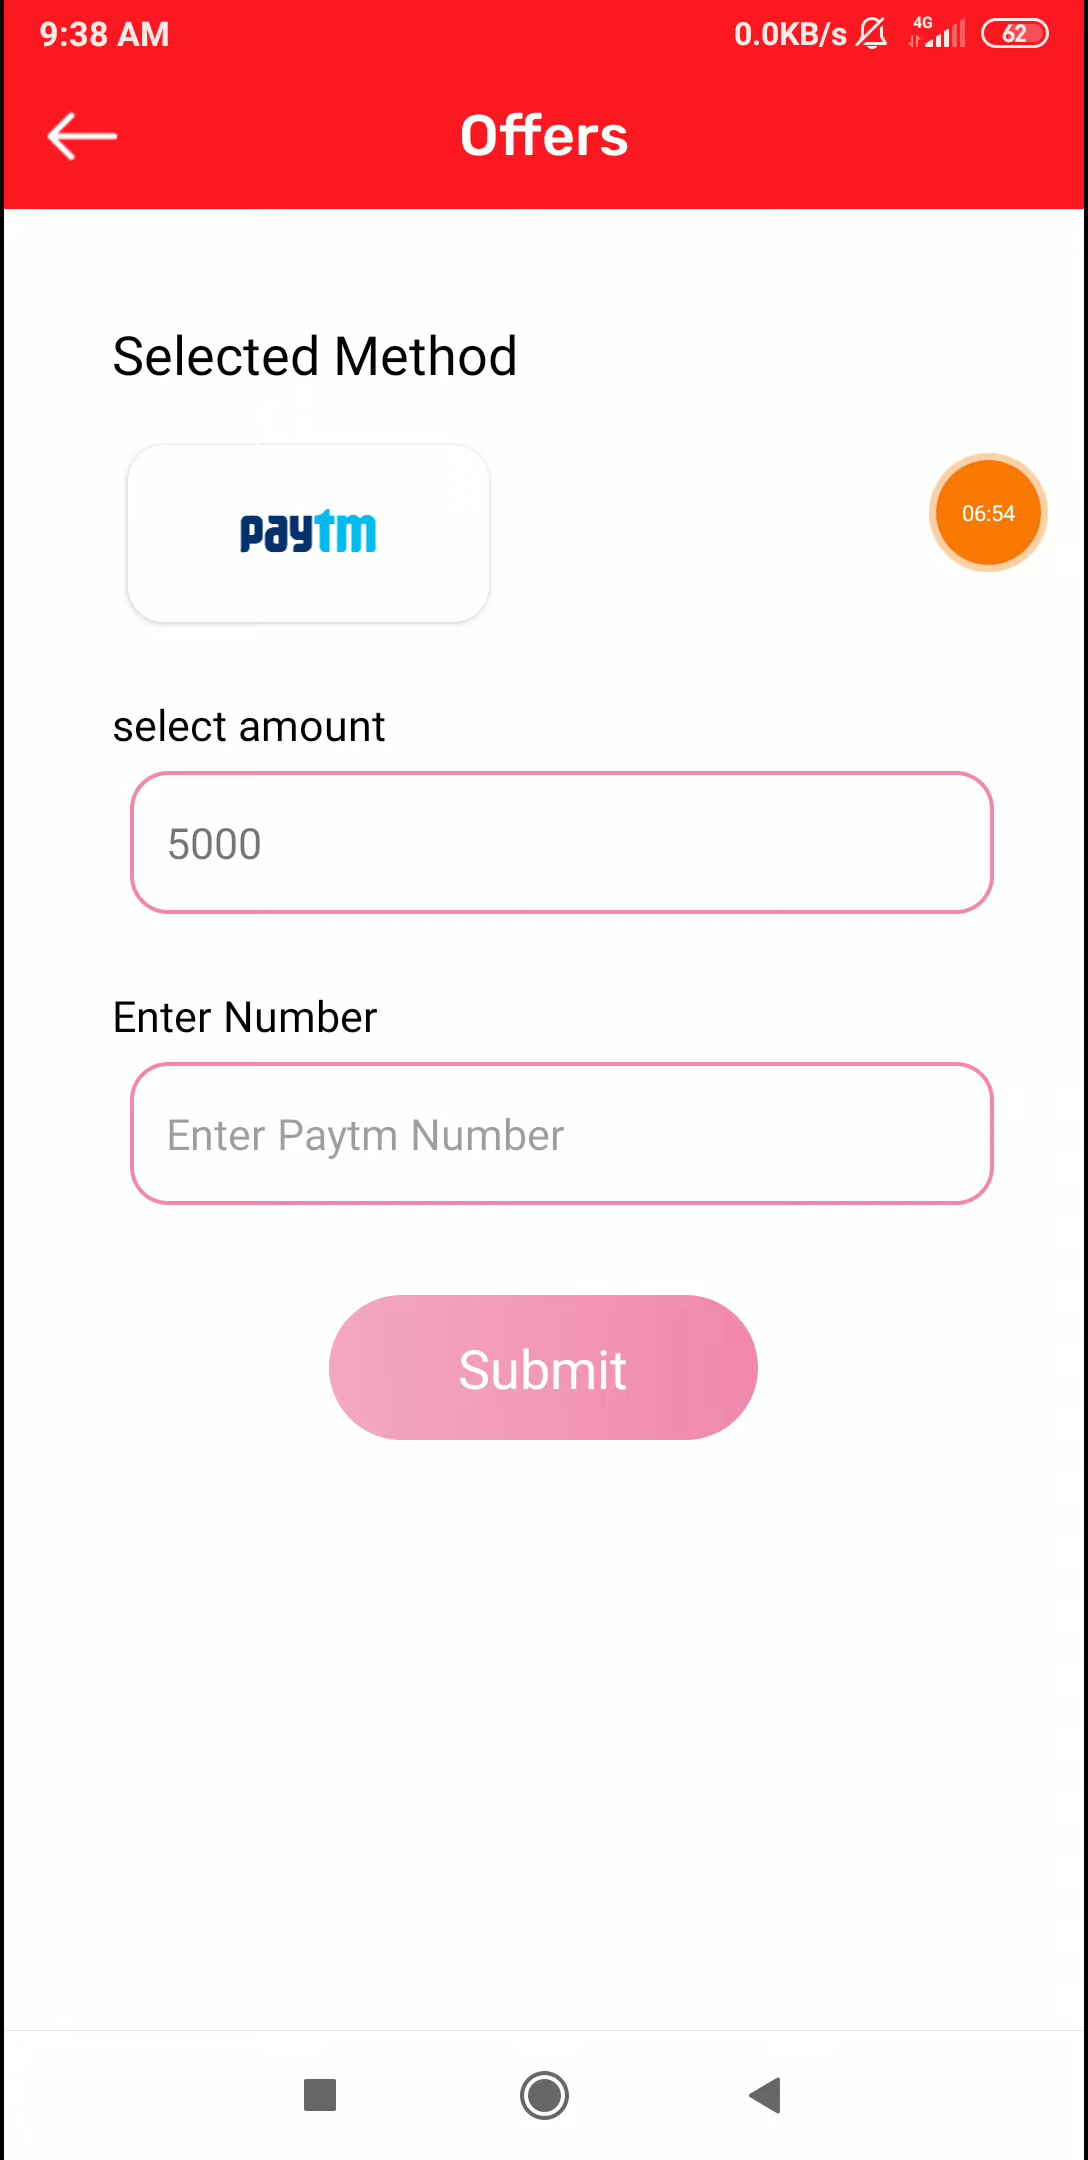 9:38 AM 0.0KB/s 4G 62
Offers
Selected Method
paytm
06:54
select amount
5000
Enter Number
Enter Paytm Number
Submit